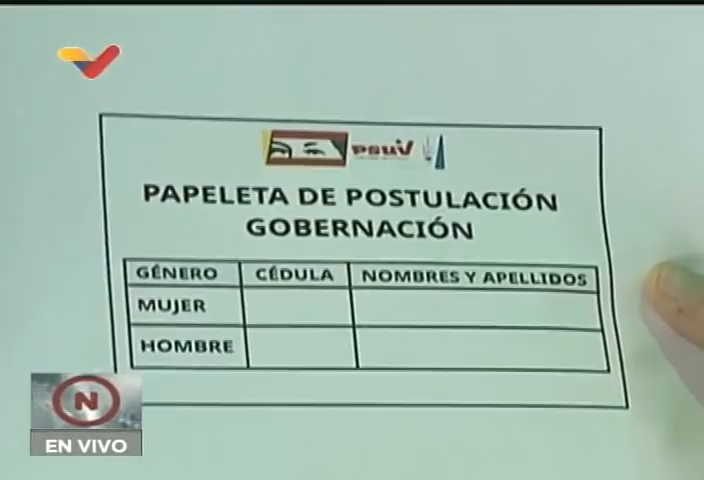 psuv
PAPELETA DE POSTULACIÓN
GOBERNACIÓN
GÉNERO CÉDULA NOMBRES Y APELLIDOS
MUJER
HOMBRE
N
EN VIVO